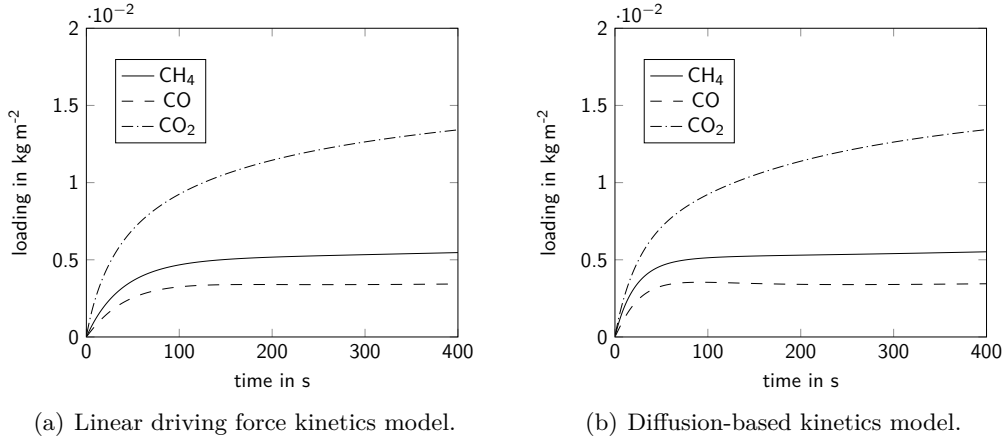 ·10⁻²
2
1.5
1
0.5
0
loading in kg m⁻²
CH₄
CO
CO₂
0 100 200 300 400
time in s
(a) Linear driving force kinetics model.
·10⁻²
2
1.5
1
0.5
0
loading in kg m⁻²
CH₄
CO
CO₂
0 100 200 300 400
time in s
(b) Diffusion-based kinetics model.